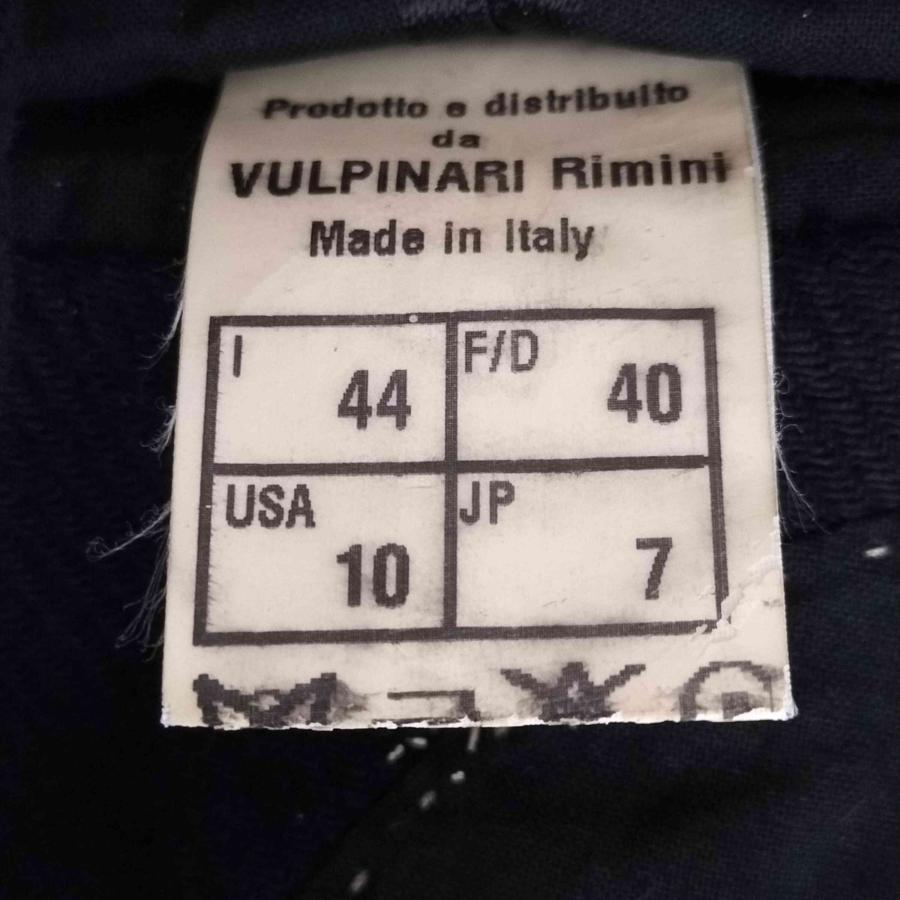 Prodotto e distribuito
da
VULPINARI Rimini
Made in Italy
I 44 F/D 40
USA 10 JP 7
P